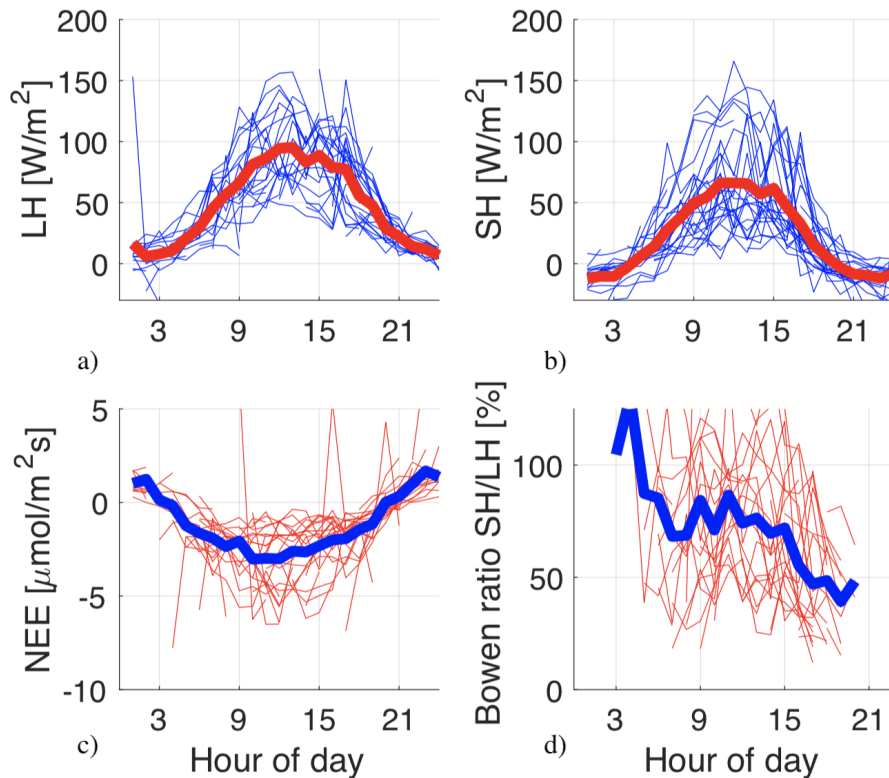 LH [W/m²]
200
150
100
50
0
3 9 15 21
a)
SH [W/m²]
200
150
100
50
0
3 9 15 21
b)
NEE [μmol/m²s]
5
0
-5
-10
3 9 15 21
c)
Hour of day
Bowen ratio SH/LH [%]
100
50
0
3 9 15 21
d)
Hour of day